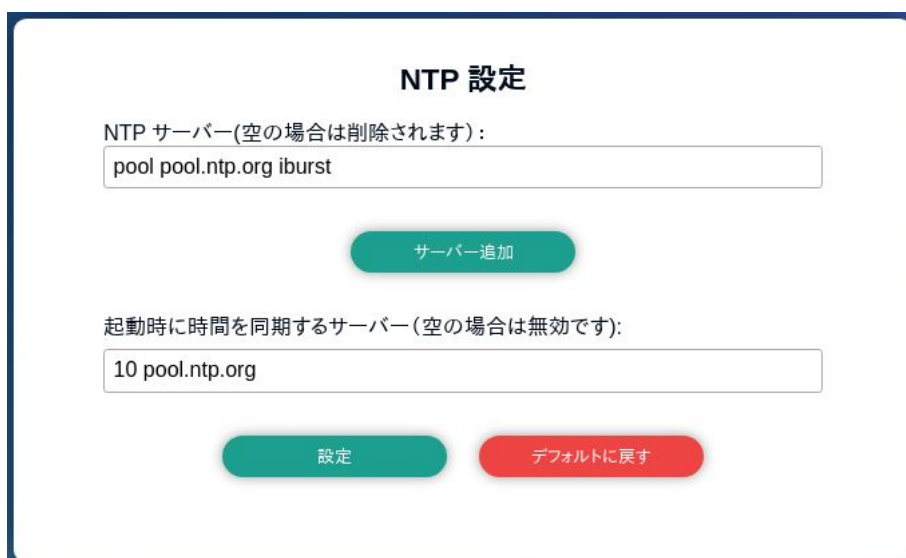 NTP 設定
NTP サーバー(空の場合は削除されます）:
pool pool.ntp.org iburst
サーバー追加
起動時に時間を同期するサーバー（空の場合は無効です):
10 pool.ntp.org
設定 デフォルトに戻す